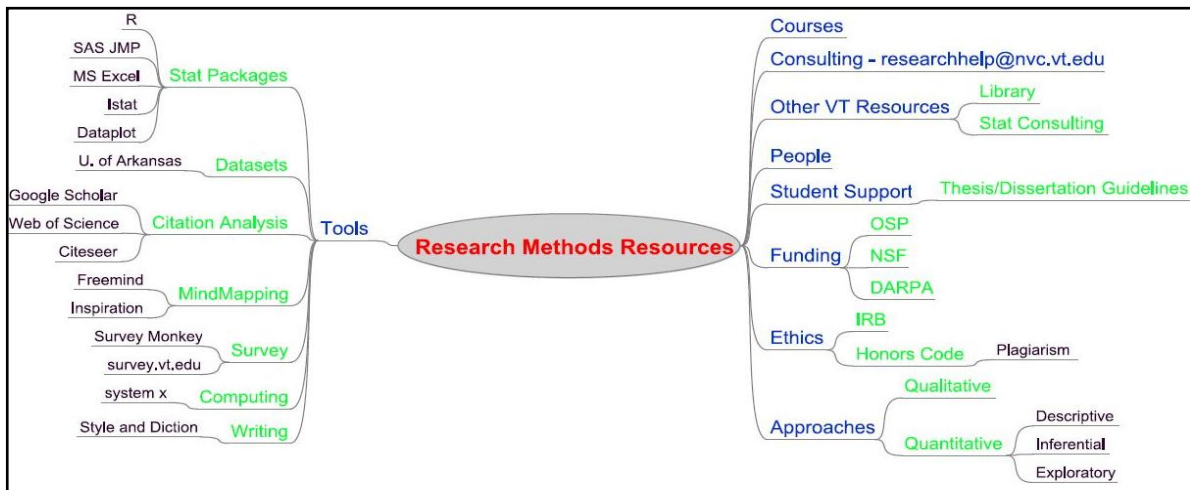 R
SAS JMP
MS Excel
Istat
Dataplot
Stat Packages
U. of Arkansas
Datasets
Google Scholar
Web of Science
Citeseer
Citation Analysis
Freemind
Inspiration
MindMapping
Survey Monkey
survey.vt.edu
Survey
system x
Computing
Style and Diction
Writing
Tools
Research Methods Resources
Courses
Consulting - researchhelp@nvc.vt.edu
Other VT Resources
Library
Stat Consulting
People
Student Support
Thesis/Dissertation Guidelines
Funding
OSP
NSF
DARPA
Ethics
IRB
Honors Code
Plagiarism
Approaches
Qualitative
Quantitative
Descriptive
Inferential
Exploratory